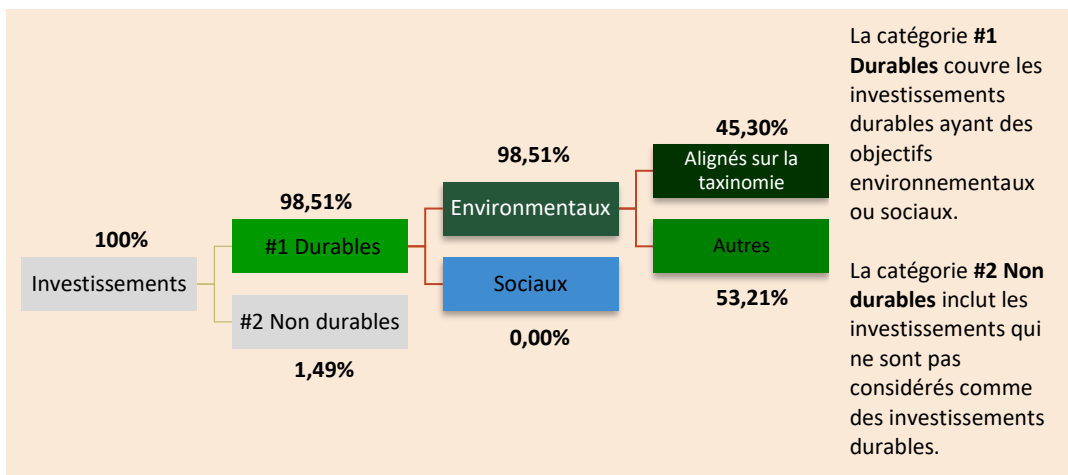 100%
Investissements
98,51%
#1 Durables
#2 Non durables
1,49%
98,51%
Environmentaux
Sociaux
0,00%
45,30%
Alignés sur la
taxinomie
Autres
53,21%
La catégorie #1
Durables couvre les
investissements
durables ayant des
objectifs
environnementaux
ou sociaux.
La catégorie #2 Non
durables inclut les
investissements qui
ne sont pas
considérés comme
des investissements
durables.